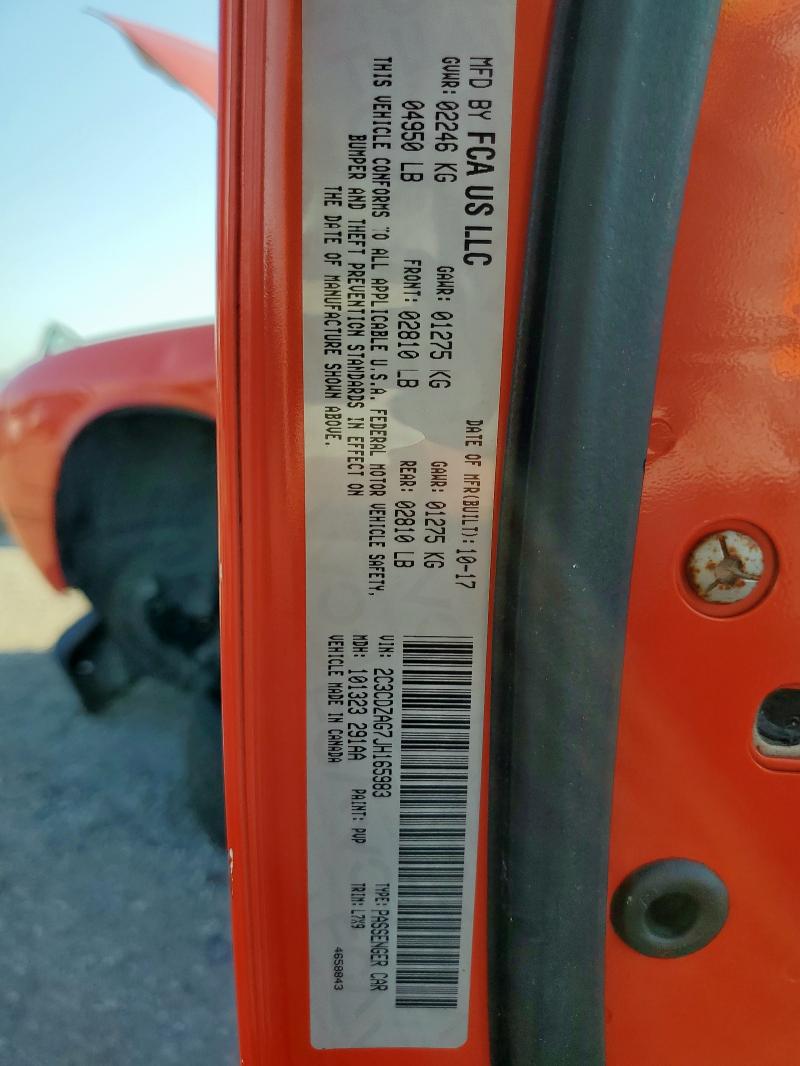 MFD BY FCA US LLC
DATE OF MFR(BUILT): 10-17
GVWR: 02246 KG GAWR: 01275 KG GAWR: 01275 KG
04950 LB FRONT: 02810 LB REAR: 02810 LB
THIS VEHICLE CONFORMS TO ALL APPLICABLE U.S.A. FEDERAL MOTOR VEHICLE SAFETY,
BUMPER AND THEFT PREVENTION STANDARDS IN EFFECT ON
THE DATE OF MANUFACTURE SHOWN ABOVE.
VIN: 2C3CDZAG7JH165983 TYPE: PASSENGER CAR
MDH: 101323 291AA PAINT: PVP TRIM: L7X9
VEHICLE MADE IN CANADA 4658843